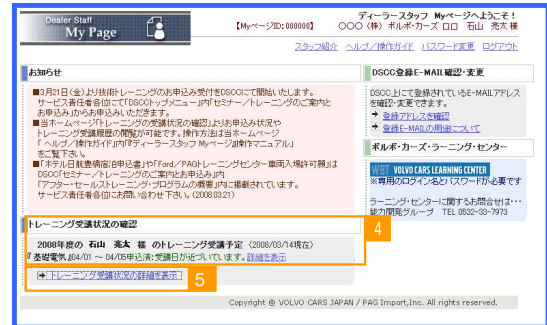 Dealer Staff
My Page
【MyページID:000000】
ディーラースタッフ Myページへようこそ!
〇〇〇(株) ボルボ・カーズ ロロ 石山 亮太 様
スタッフ紹介 ヘルプ/操作ガイド パスワード変更 ログアウト
お知らせ
■3月21日(金)より技術トレーニングのお申込み受付をDSCCIにて開始いたします。
サービス責任者各位にて「DSCCトップメニュー」内「セミナー/トレーニングのご案内とお申込み」からお申込みいただきます。
■当ホームページ「トレーニングの受講状況の確認」よりお申込み状況や
トレーニング受講履歴の閲覧が可能です。操作方法は当ホームページ
「ヘルプ/操作ガイド」内「ディーラースタッフ Myページ操作マニュアル」
をご覧下さい。
■「ホテル日航豊橋宿泊申込書」や「Ford/PAGトレーニングセンター車両入場許可願」は
DSCC「セミナー/トレーニングのご案内とお申込み」内
「アフター・セールストレーニング・プログラムの概要」内に掲載されています。
サービス責任者各位にお問い合わせ下さい。(2008.03.21)
DSCC登録E-MAIL確認・変更
DSCC上にて登録されているE-MAILアドレス
を確認・変更できます。
登録アドレスを確認
登録E-MAILの用途について
ボルボ・カーズ・ラーニング・センター
WBT VOLVO CARS LEARNING CENTER
※専用のログイン名とパスワードが必要です
ラーニング・センターに関するお問合せは・・・
能力開発グループ TEL 0532-33-7973
トレーニング受講状況の確認
4
2008年度の 石山 亮太 様 のトレーニング受講予定 (2008/03/14現在)
『基礎電気』04/01 ～ 04/05申込済:受講日が近づいています。詳細を表示
トレーニング受講状況の詳細を表示
5
Copyright @ VOLVO CARS JAPAN / PAG Import,Inc. All rights reserved.